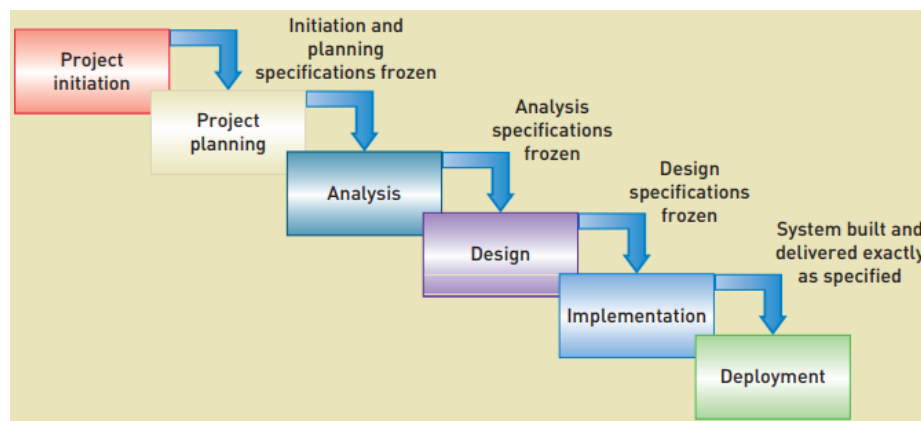 Project
initiation
Initiation and
planning
specifications frozen
Project
planning
Analysis
specifications
frozen
Analysis
Design
specifications
frozen
Design
System built and
delivered exactly
as specified
Implementation
Deployment